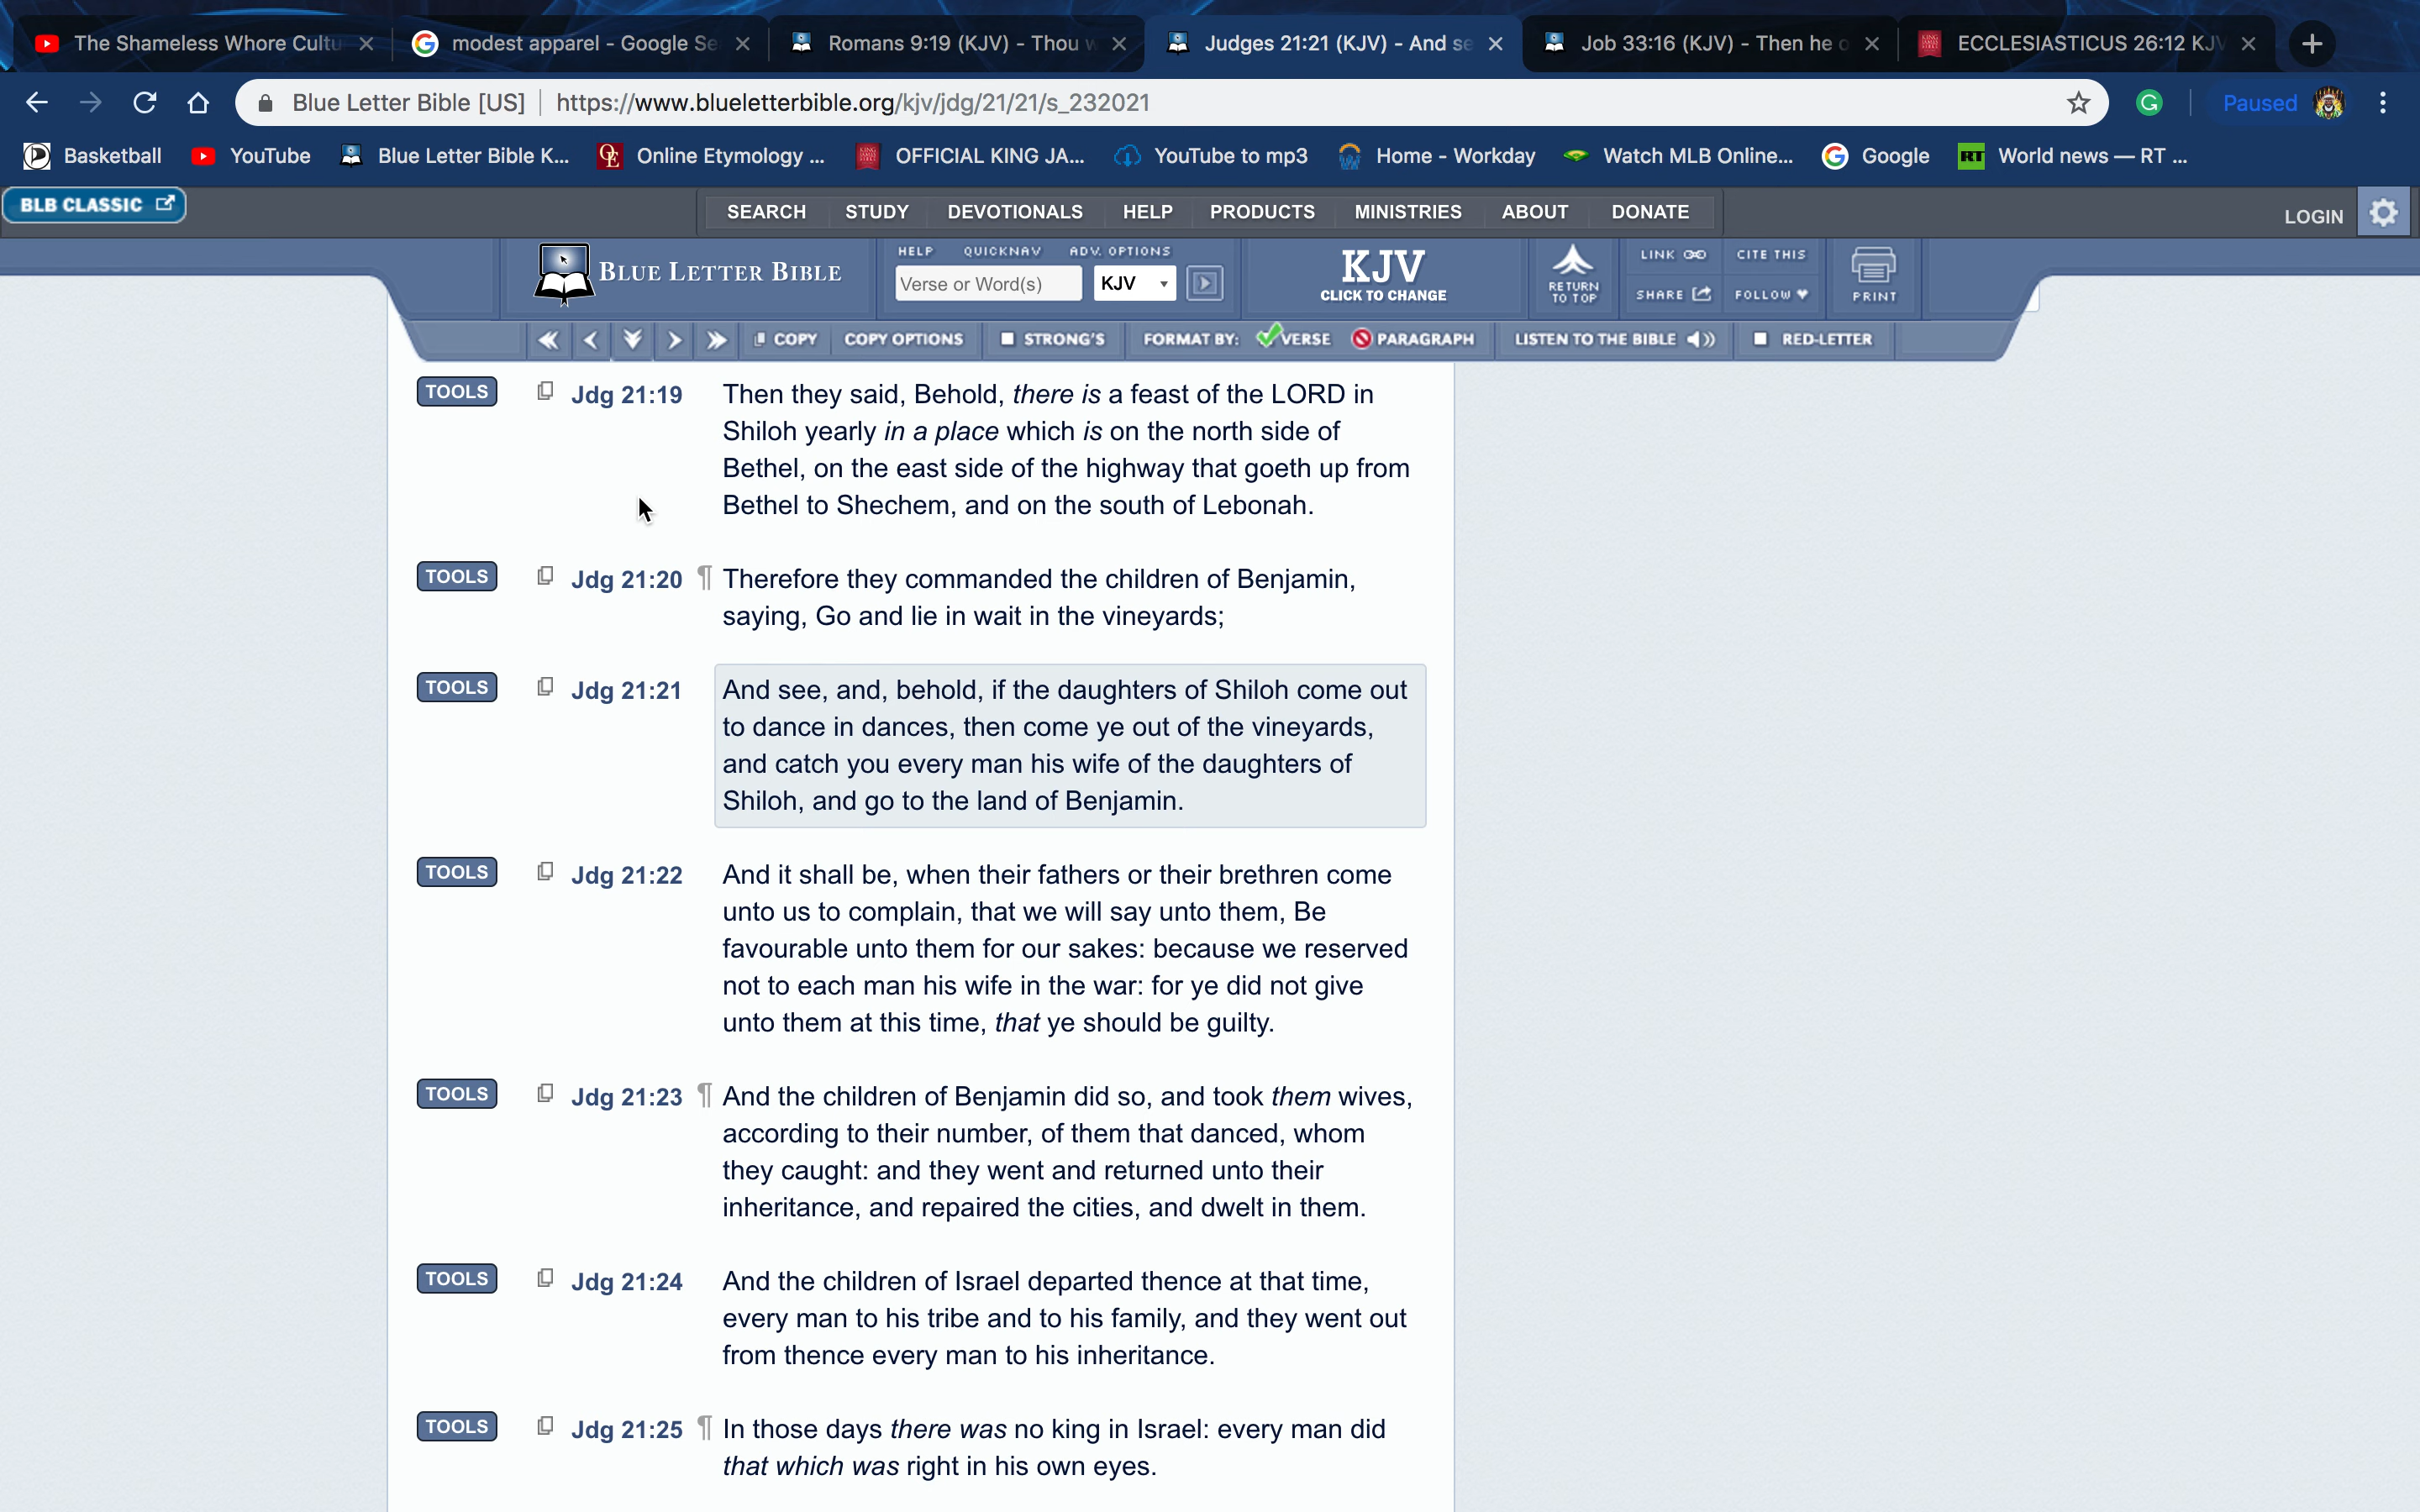 The Shameless Whore Cultu
modest apparel - Google Se
Romans 9:19 (KJV) - Thou w
Judges 21:21 (KJV) - And se
Job 33:16 (KJV) - Then he o
ECCLESIASTICUS 26:12 KJV
Blue Letter Bible [US] https://www.blueletterbible.org/kjv/jdg/21/21/s_232021
Paused
Basketball YouTube Blue Letter Bible K... Online Etymology ... OFFICIAL KING JA... YouTube to mp3 Home - Workday Watch MLB Online... Google RT World news — RT ...
BLB CLASSIC
SEARCH STUDY DEVOTIONALS HELP PRODUCTS MINISTRIES ABOUT DONATE
LOGIN
BLUE LETTER BIBLE
HELP QUICKNAV ADV. OPTIONS
Verse or Word(s) KJV
KJV
CLICK TO CHANGE
RETURN
TO TOP
LINK CITE THIS
SHARE FOLLOW
PRINT
COPY COPY OPTIONS STRONG'S FORMAT BY: VERSE PARAGRAPH LISTEN TO THE BIBLE RED-LETTER
TOOLS Jdg 21:19 Then they said, Behold, there is a feast of the LORD in
Shiloh yearly in a place which is on the north side of
Bethel, on the east side of the highway that goeth up from
Bethel to Shechem, and on the south of Lebonah.
TOOLS Jdg 21:20 ¶ Therefore they commanded the children of Benjamin,
saying, Go and lie in wait in the vineyards;
TOOLS Jdg 21:21 And see, and, behold, if the daughters of Shiloh come out
to dance in dances, then come ye out of the vineyards,
and catch you every man his wife of the daughters of
Shiloh, and go to the land of Benjamin.
TOOLS Jdg 21:22 And it shall be, when their fathers or their brethren come
unto us to complain, that we will say unto them, Be
favourable unto them for our sakes: because we reserved
not to each man his wife in the war: for ye did not give
unto them at this time, that ye should be guilty.
TOOLS Jdg 21:23 ¶ And the children of Benjamin did so, and took them wives,
according to their number, of them that danced, whom
they caught: and they went and returned unto their
inheritance, and repaired the cities, and dwelt in them.
TOOLS Jdg 21:24 And the children of Israel departed thence at that time,
every man to his tribe and to his family, and they went out
from thence every man to his inheritance.
TOOLS Jdg 21:25 ¶ In those days there was no king in Israel: every man did
that which was right in his own eyes.